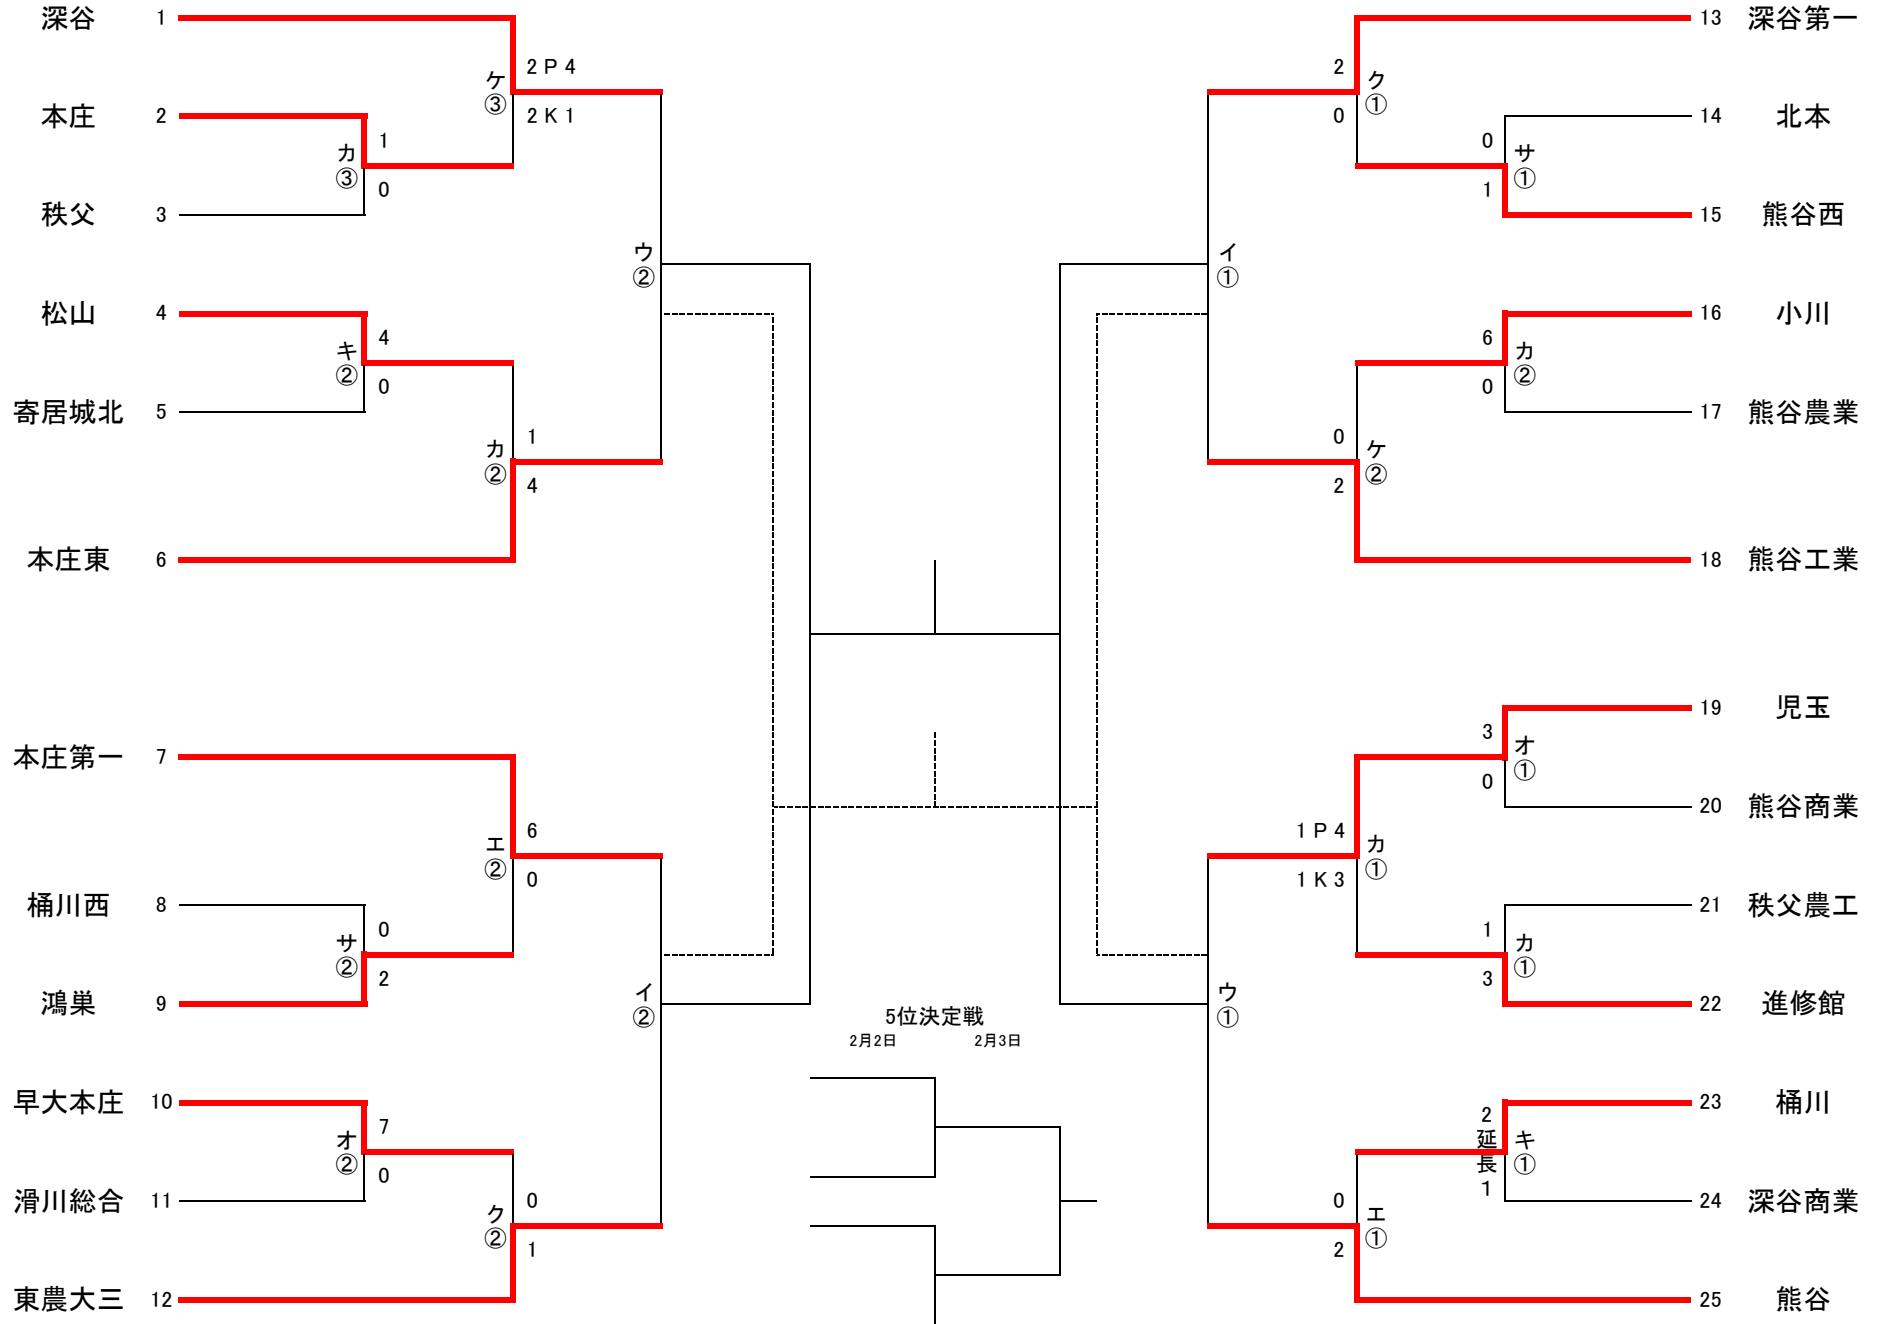 深谷 1
2 P 4
ケ
③
2 K 1
本庄 2
1
カ
③
0
秩父 3
ウ
②
松山 4
4
キ
②
0
寄居城北 5
1
カ
②
4
本庄東 6
本庄第一 7
6
エ
②
0
桶川西 8
0
サ
②
2
鴻巣 9
イ
②
早大本庄 10
7
オ
②
0
滑川総合 11
0
ク
②
1
東農大三 12
5位決定戦
2月2日 2月3日
13 深谷第一
2
ク
①
0
14 北本
0
サ
①
1
15 熊谷西
イ
①
16 小川
6
カ
②
0
17 熊谷農業
0
ケ
②
2
18 熊谷工業
19 児玉
3
オ
①
0
20 熊谷商業
1 P 4
カ
①
1 K 3
21 秩父農工
1
カ
①
3
22 進修館
ウ
①
23 桶川
2
延長
キ
①
1
24 深谷商業
0
エ
①
2
25 熊谷